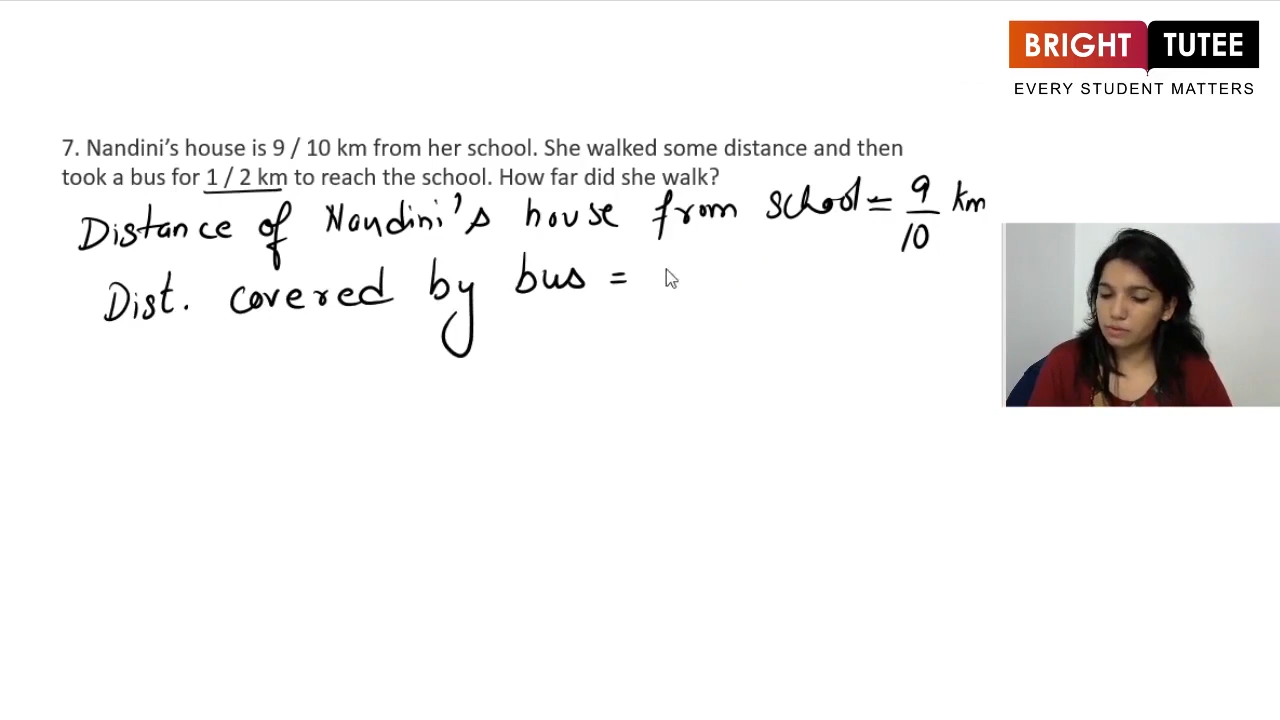 BRIGHT TUTEE
EVERY STUDENT MATTERS
7. Nandini's house is 9 / 10 km from her school. She walked some distance and then
took a bus for 1 / 2 km to reach the school. How far did she walk?
Distance of Nandini's house from school = 9/10 km
Dist. covered by bus =